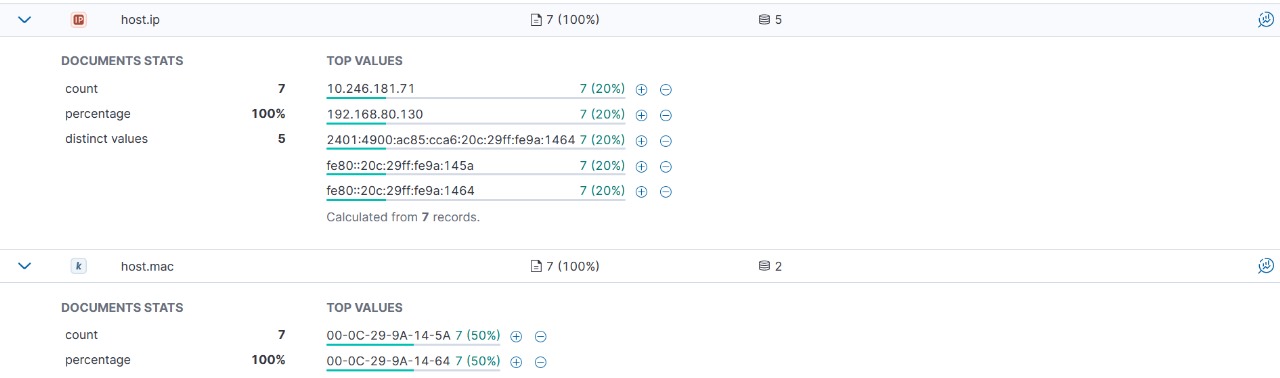 IP host.ip 7 (100%) 5
DOCUMENTS STATS TOP VALUES
count 7 10.246.181.71 7 (20%)
percentage 100% 192.168.80.130 7 (20%)
distinct values 5 2401:4900:ac85:cca6:20c:29ff:fe9a:1464 7 (20%)
fe80::20c:29ff:fe9a:145a 7 (20%)
fe80::20c:29ff:fe9a:1464 7 (20%)
Calculated from 7 records.
k host.mac 7 (100%) 2
DOCUMENTS STATS TOP VALUES
count 7 00-0C-29-9A-14-5A 7 (50%)
percentage 100% 00-0C-29-9A-14-64 7 (50%)